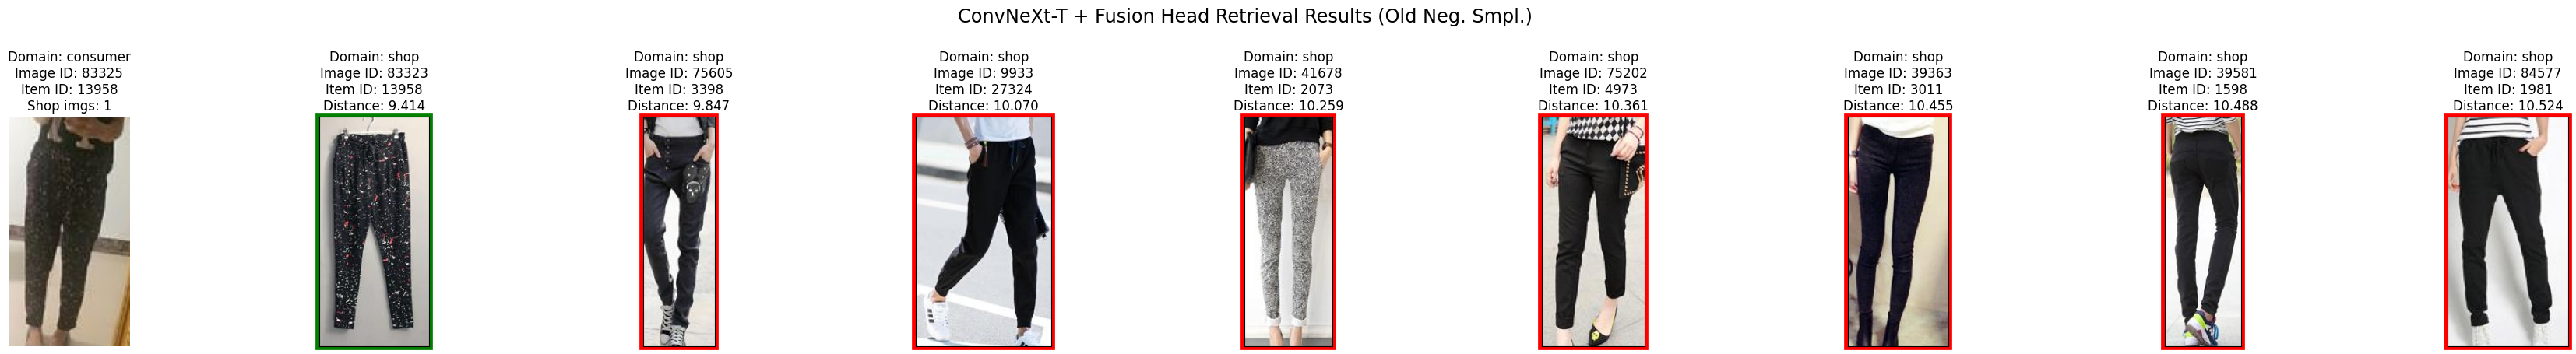 ConvNeXt-T + Fusion Head Retrieval Results (Old Neg. Smpl.)
Domain: consumer
Image ID: 83325
Item ID: 13958
Shop imgs: 1
Domain: shop
Image ID: 83323
Item ID: 13958
Distance: 9.414
Domain: shop
Image ID: 75605
Item ID: 3398
Distance: 9.847
Domain: shop
Image ID: 9933
Item ID: 27324
Distance: 10.070
Domain: shop
Image ID: 41678
Item ID: 2073
Distance: 10.259
Domain: shop
Image ID: 75202
Item ID: 4973
Distance: 10.361
Domain: shop
Image ID: 39363
Item ID: 3011
Distance: 10.455
Domain: shop
Image ID: 39581
Item ID: 1598
Distance: 10.488
Domain: shop
Image ID: 84577
Item ID: 1981
Distance: 10.524